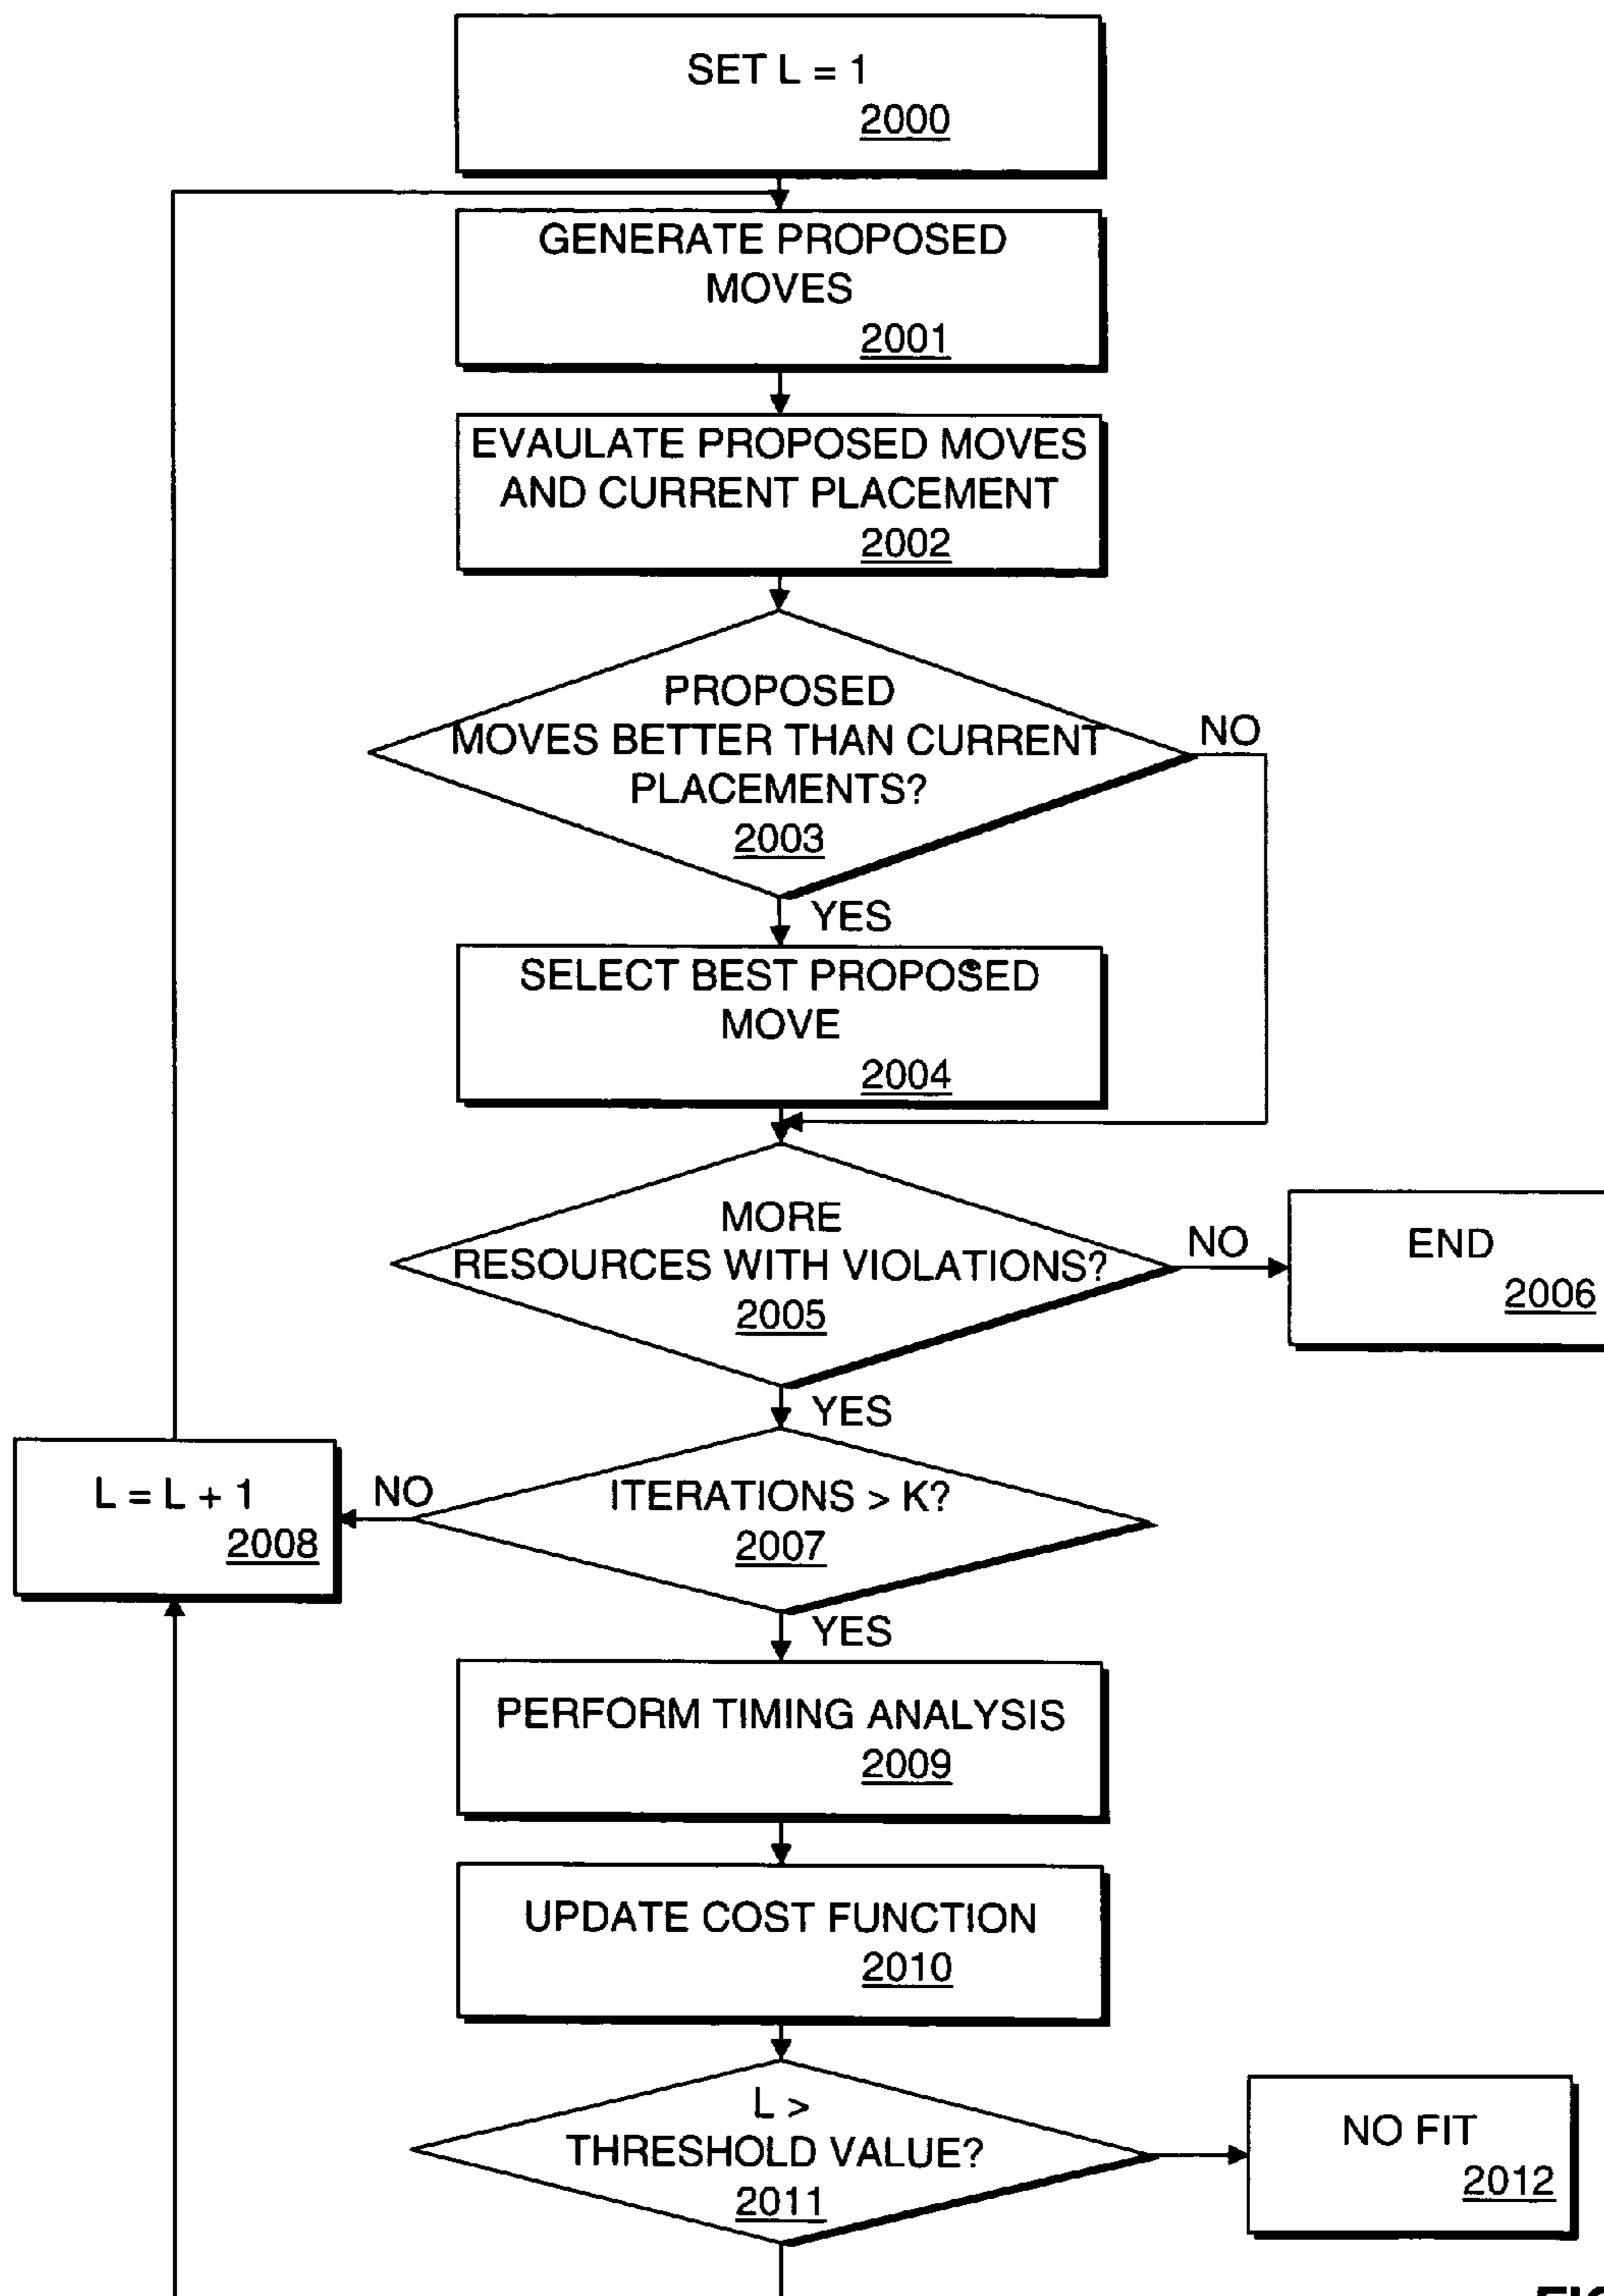 SET L = 1
2000
GENERATE PROPOSED
MOVES
2001
EVAULATE PROPOSED MOVES
AND CURRENT PLACEMENT
2002
PROPOSED
MOVES BETTER THAN CURRENT
PLACEMENTS?
2003
NO
YES
SELECT BEST PROPOSED
MOVE
2004
MORE
RESOURCES WITH VIOLATIONS?
2005
NO
END
2006
YES
L = L + 1
2008
NO
ITERATIONS > K?
2007
YES
PERFORM TIMING ANALYSIS
2009
UPDATE COST FUNCTION
2010
L >
THRESHOLD VALUE?
2011
NO FIT
2012